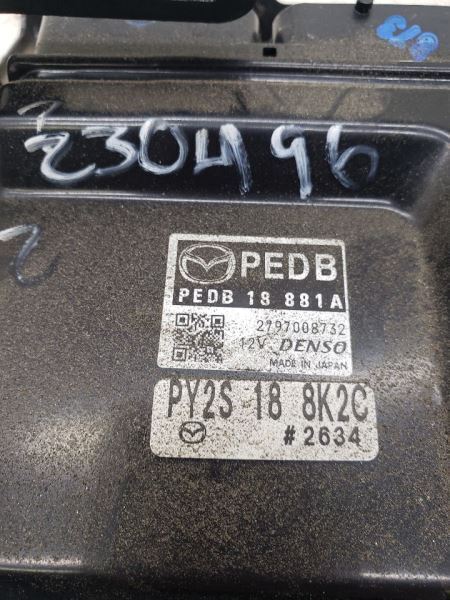 230496
PEDB
PEDB 18 881A
2797008732
12V DENSO
MADE IN JAPAN
PY2S 18 8K2C
#2634